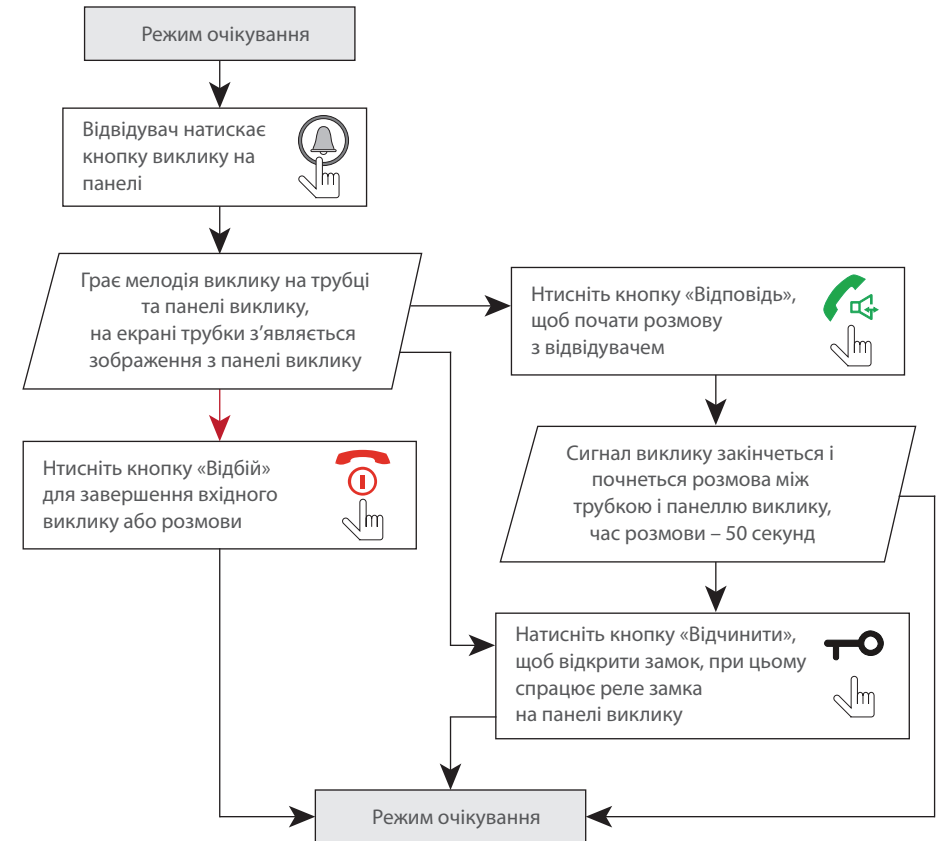 Режим очікування
Відвідувач натискає
кнопку виклику на
панелі
Грає мелодія виклику на трубці
та панелі виклику,
на екрані трубки з’являється
зображення з панелі виклику
Нтисніть кнопку «Відповідь»,
щоб почати розмову
з відвідувачем
Нтисніть кнопку «Відбій»
для завершення вхідного
виклику або розмови
Сигнал виклику закінчеться і
почнеться розмова між
трубкою і панеллю виклику,
час розмови – 50 секунд
Натисніть кнопку «Відчинити»,
щоб відкрити замок, при цьому
спрацює реле замка
на панелі виклику
Режим очікування